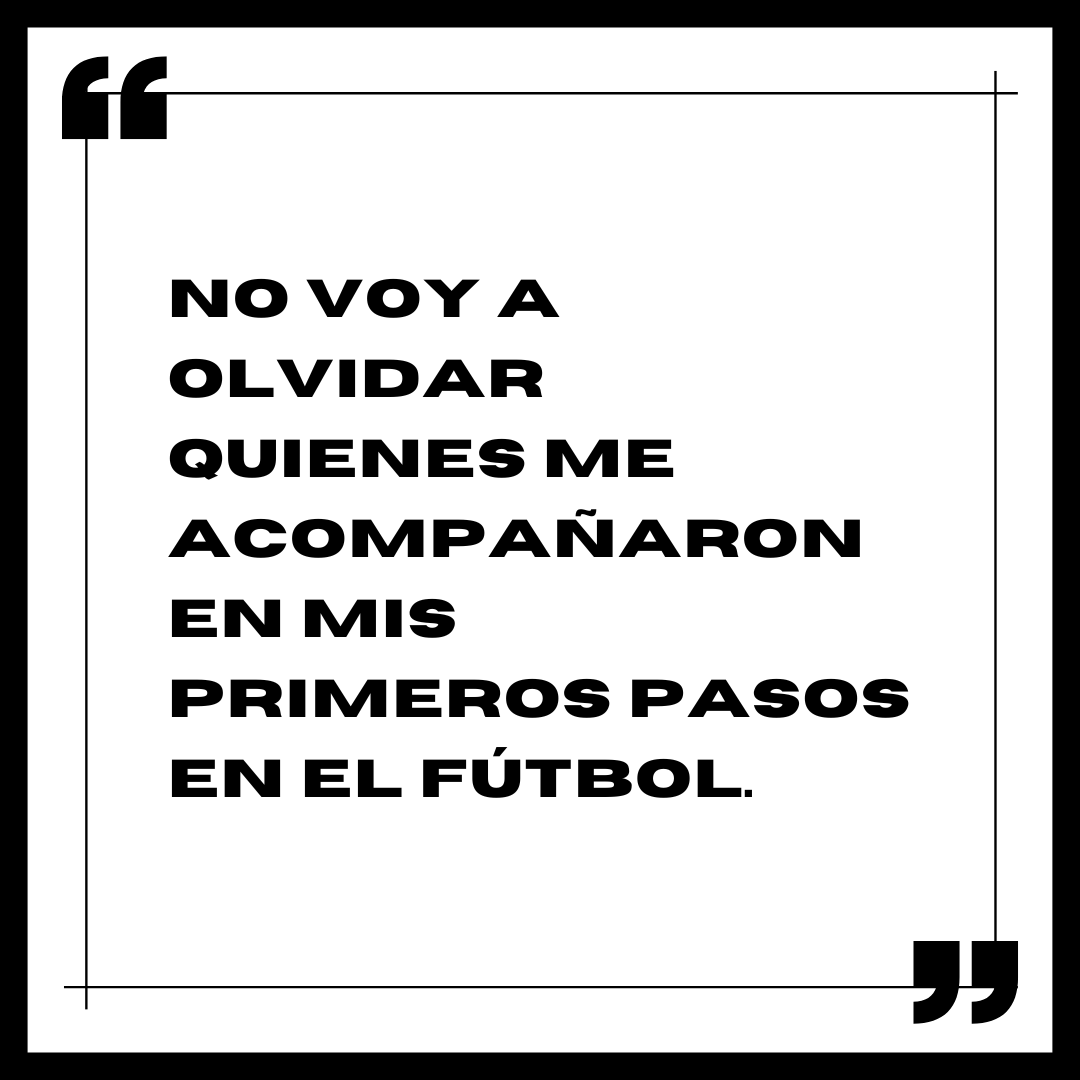 “
NO VOY A
OLVIDAR
QUIENES ME
ACOMPAÑARON
EN MIS
PRIMEROS PASOS
EN EL FÚTBOL.
”